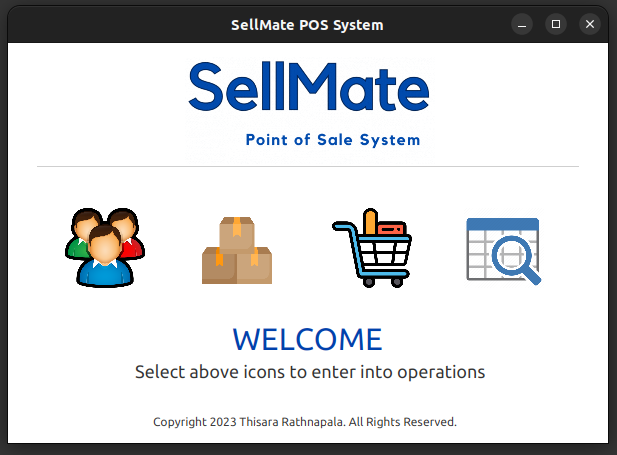 SellMate POS System
SellMate
Point of Sale System
WELCOME
Select above icons to enter into operations
Copyright 2023 Thisara Rathnapala. All Rights Reserved.